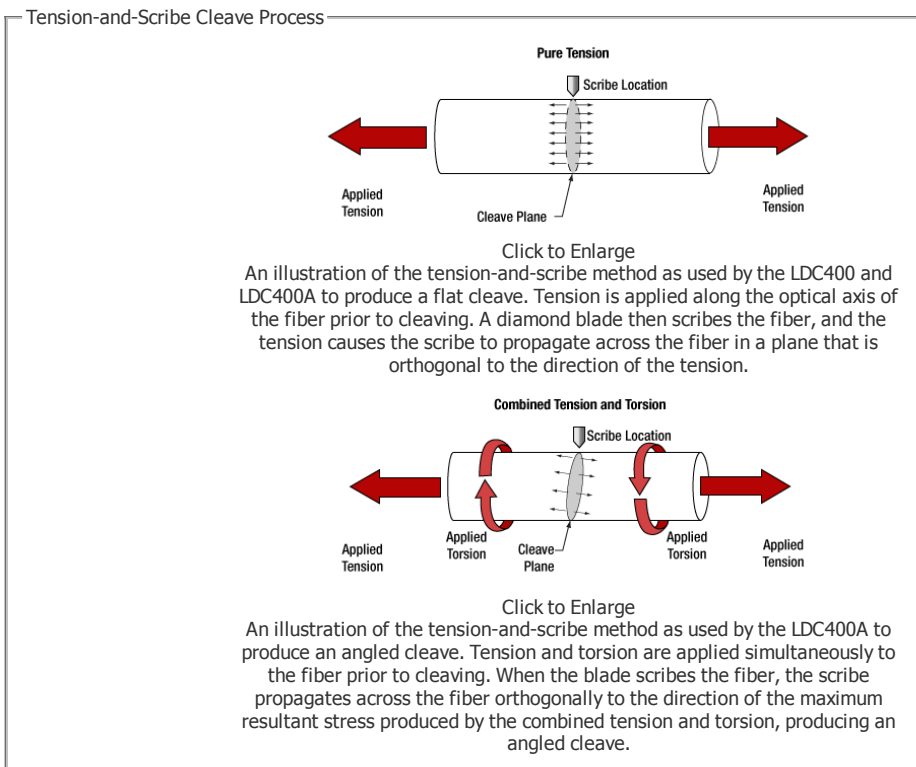 Tension-and-Scribe Cleave Process
Pure Tension
Scribe Location
Applied
Tension
Applied
Tension
Cleave Plane
Click to Enlarge
An illustration of the tension-and-scribe method as used by the LDC400 and
LDC400A to produce a flat cleave. Tension is applied along the optical axis of
the fiber prior to cleaving. A diamond blade then scribes the fiber, and the
tension causes the scribe to propagate across the fiber in a plane that is
orthogonal to the direction of the tension.
Combined Tension and Torsion
Scribe Location
Applied
Tension
Applied
Torsion
Cleave
Plane
Applied
Torsion
Applied
Tension
Click to Enlarge
An illustration of the tension-and-scribe method as used by the LDC400A to
produce an angled cleave. Tension and torsion are applied simultaneously to
the fiber prior to cleaving. When the blade scribes the fiber, the scribe
propagates across the fiber orthogonally to the direction of the maximum
resultant stress produced by the combined tension and torsion, producing an
angled cleave.